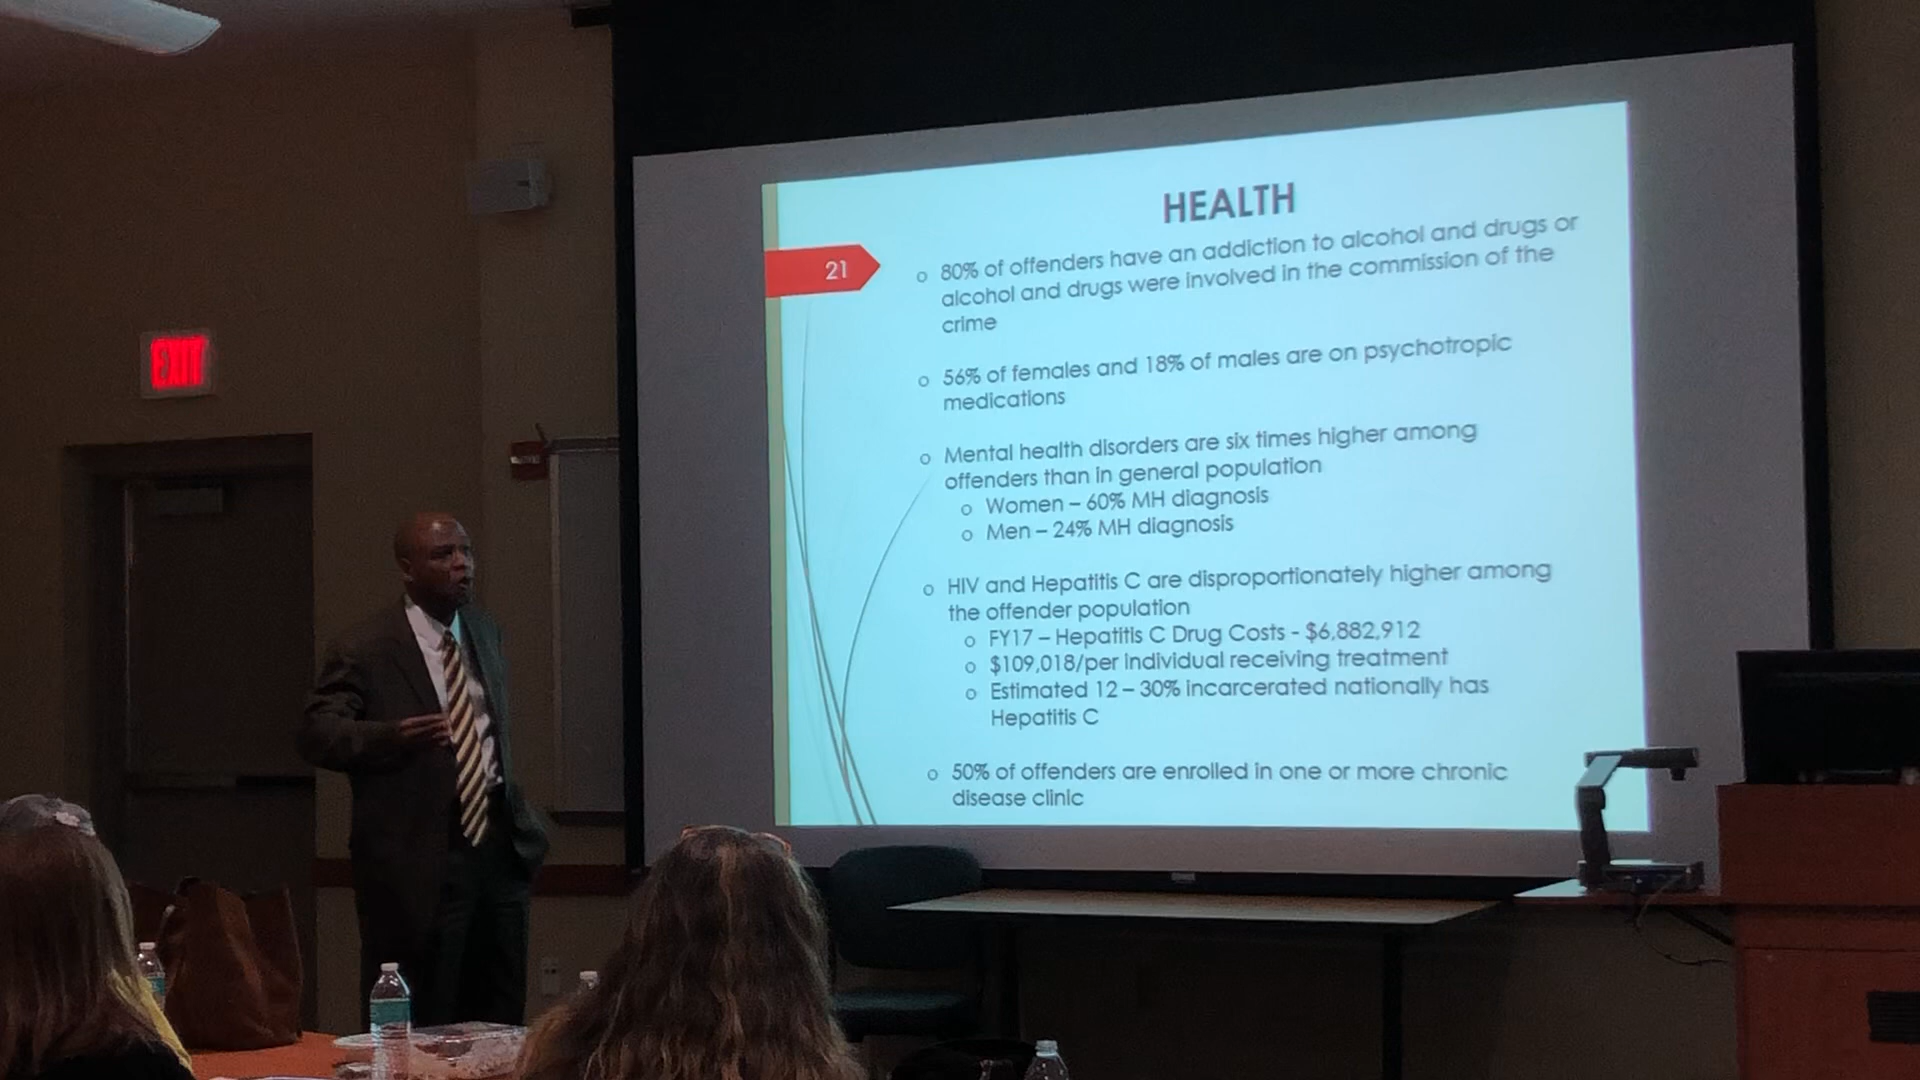 EXIT
HEALTH
21
o 80% of offenders have an addiction to alcohol and drugs or
alcohol and drugs were involved in the commission of the
crime
o 56% of females and 18% of males are on psychotropic
medications
o Mental health disorders are six times higher among
offenders than in general population
o Women – 60% MH diagnosis
o Men – 24% MH diagnosis
o HIV and Hepatitis C are disproportionately higher among
the offender population
o FY17 – Hepatitis C Drug Costs - $6,882,912
o $109,018/per individual receiving treatment
o Estimated 12 – 30% incarcerated nationally has
Hepatitis C
o 50% of offenders are enrolled in one or more chronic
disease clinic